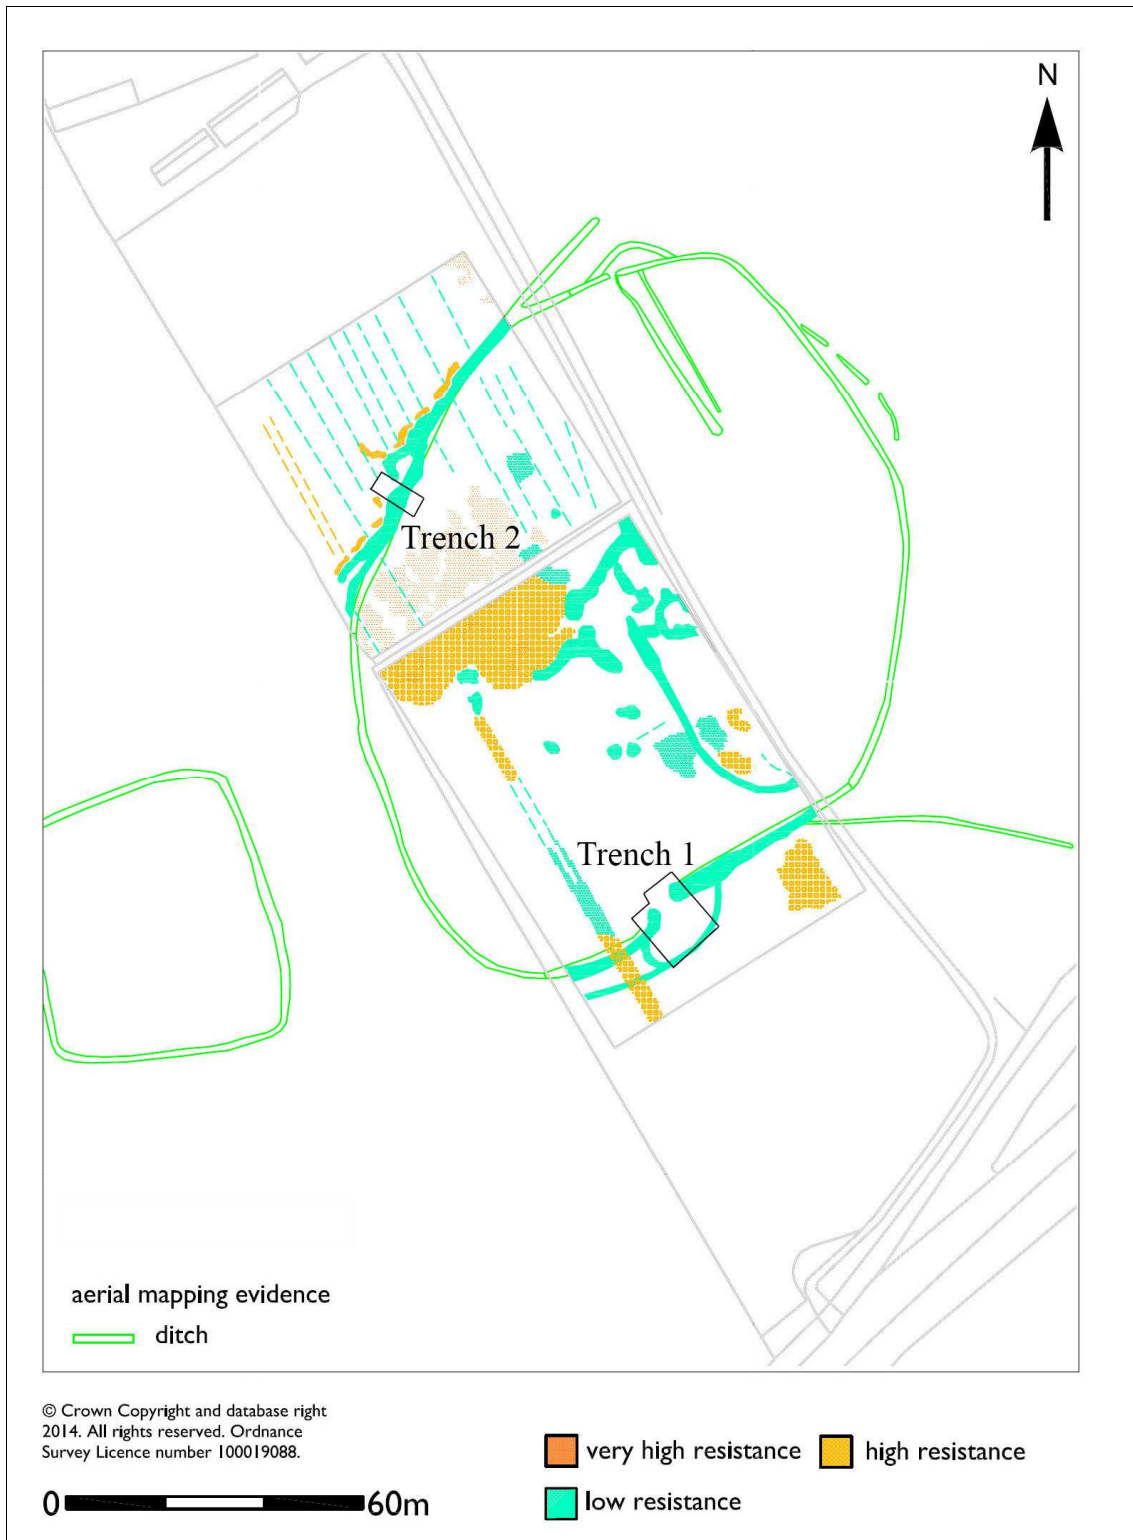 N
Trench 2
Trench 1
aerial mapping evidence
ditch
© Crown Copyright and database right
2014. All rights reserved. Ordnance
Survey Licence number 100019088.
very high resistance
high resistance
low resistance
0 60m